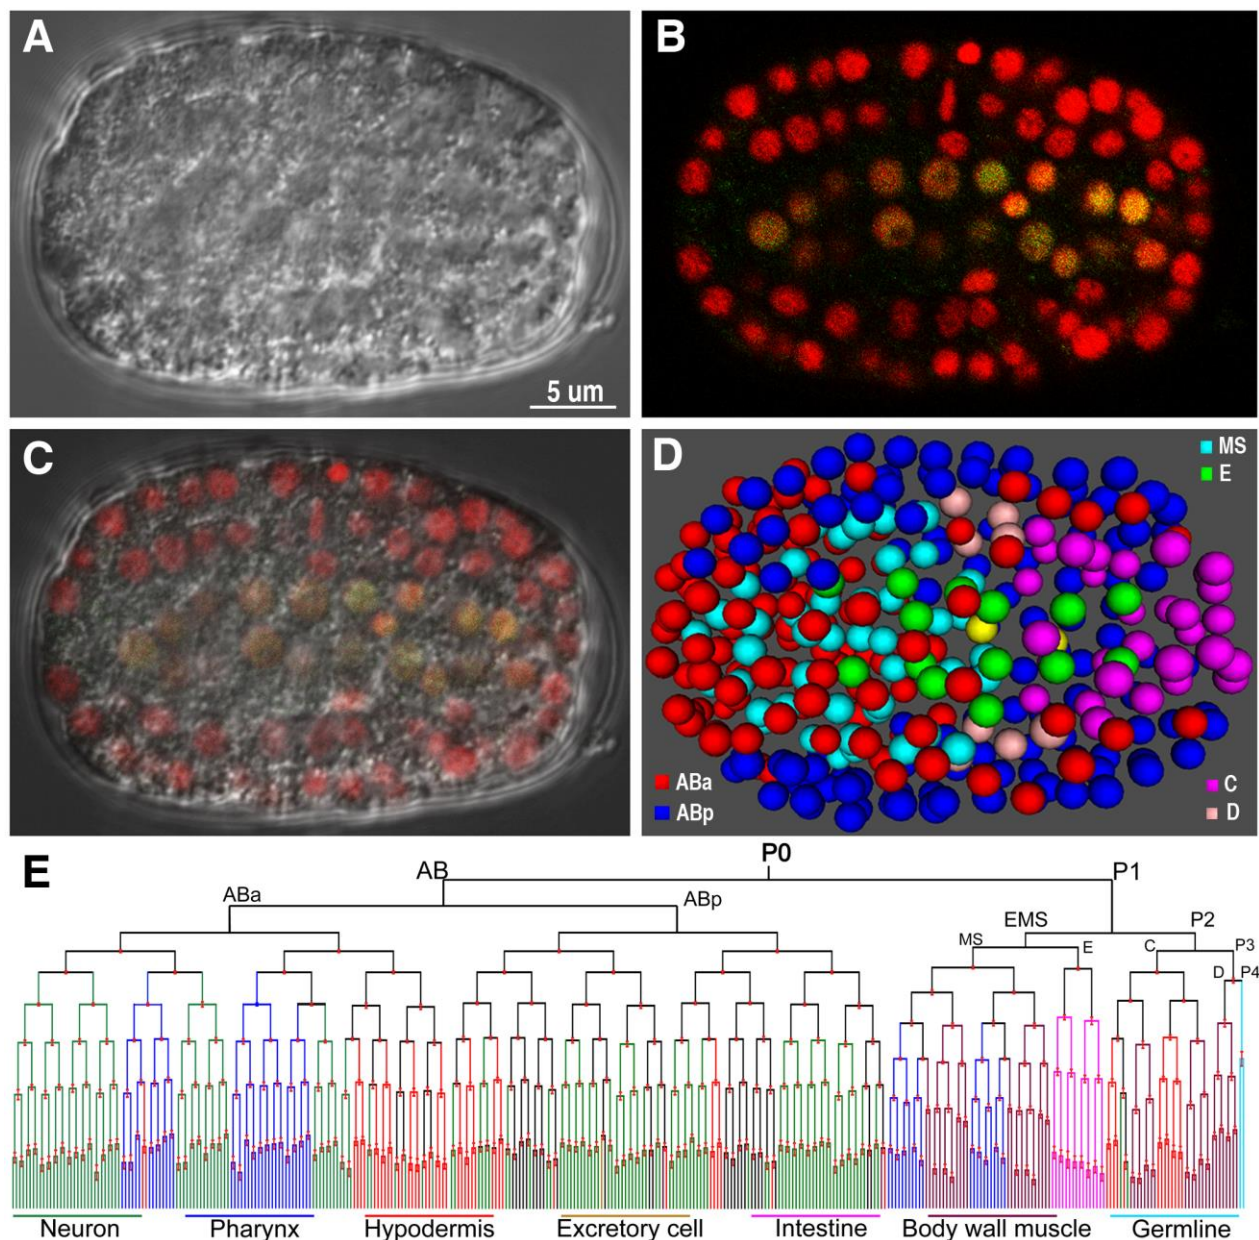 A
5 um
B
C
D
MS
E
ABa
ABp
C
D
E
P0
AB
P1
ABa
ABp
EMS
P2
MS
E
C
P3
D
P4
Neuron
Pharynx
Hypodermis
Excretory cell
Intestine
Body wall muscle
Germline